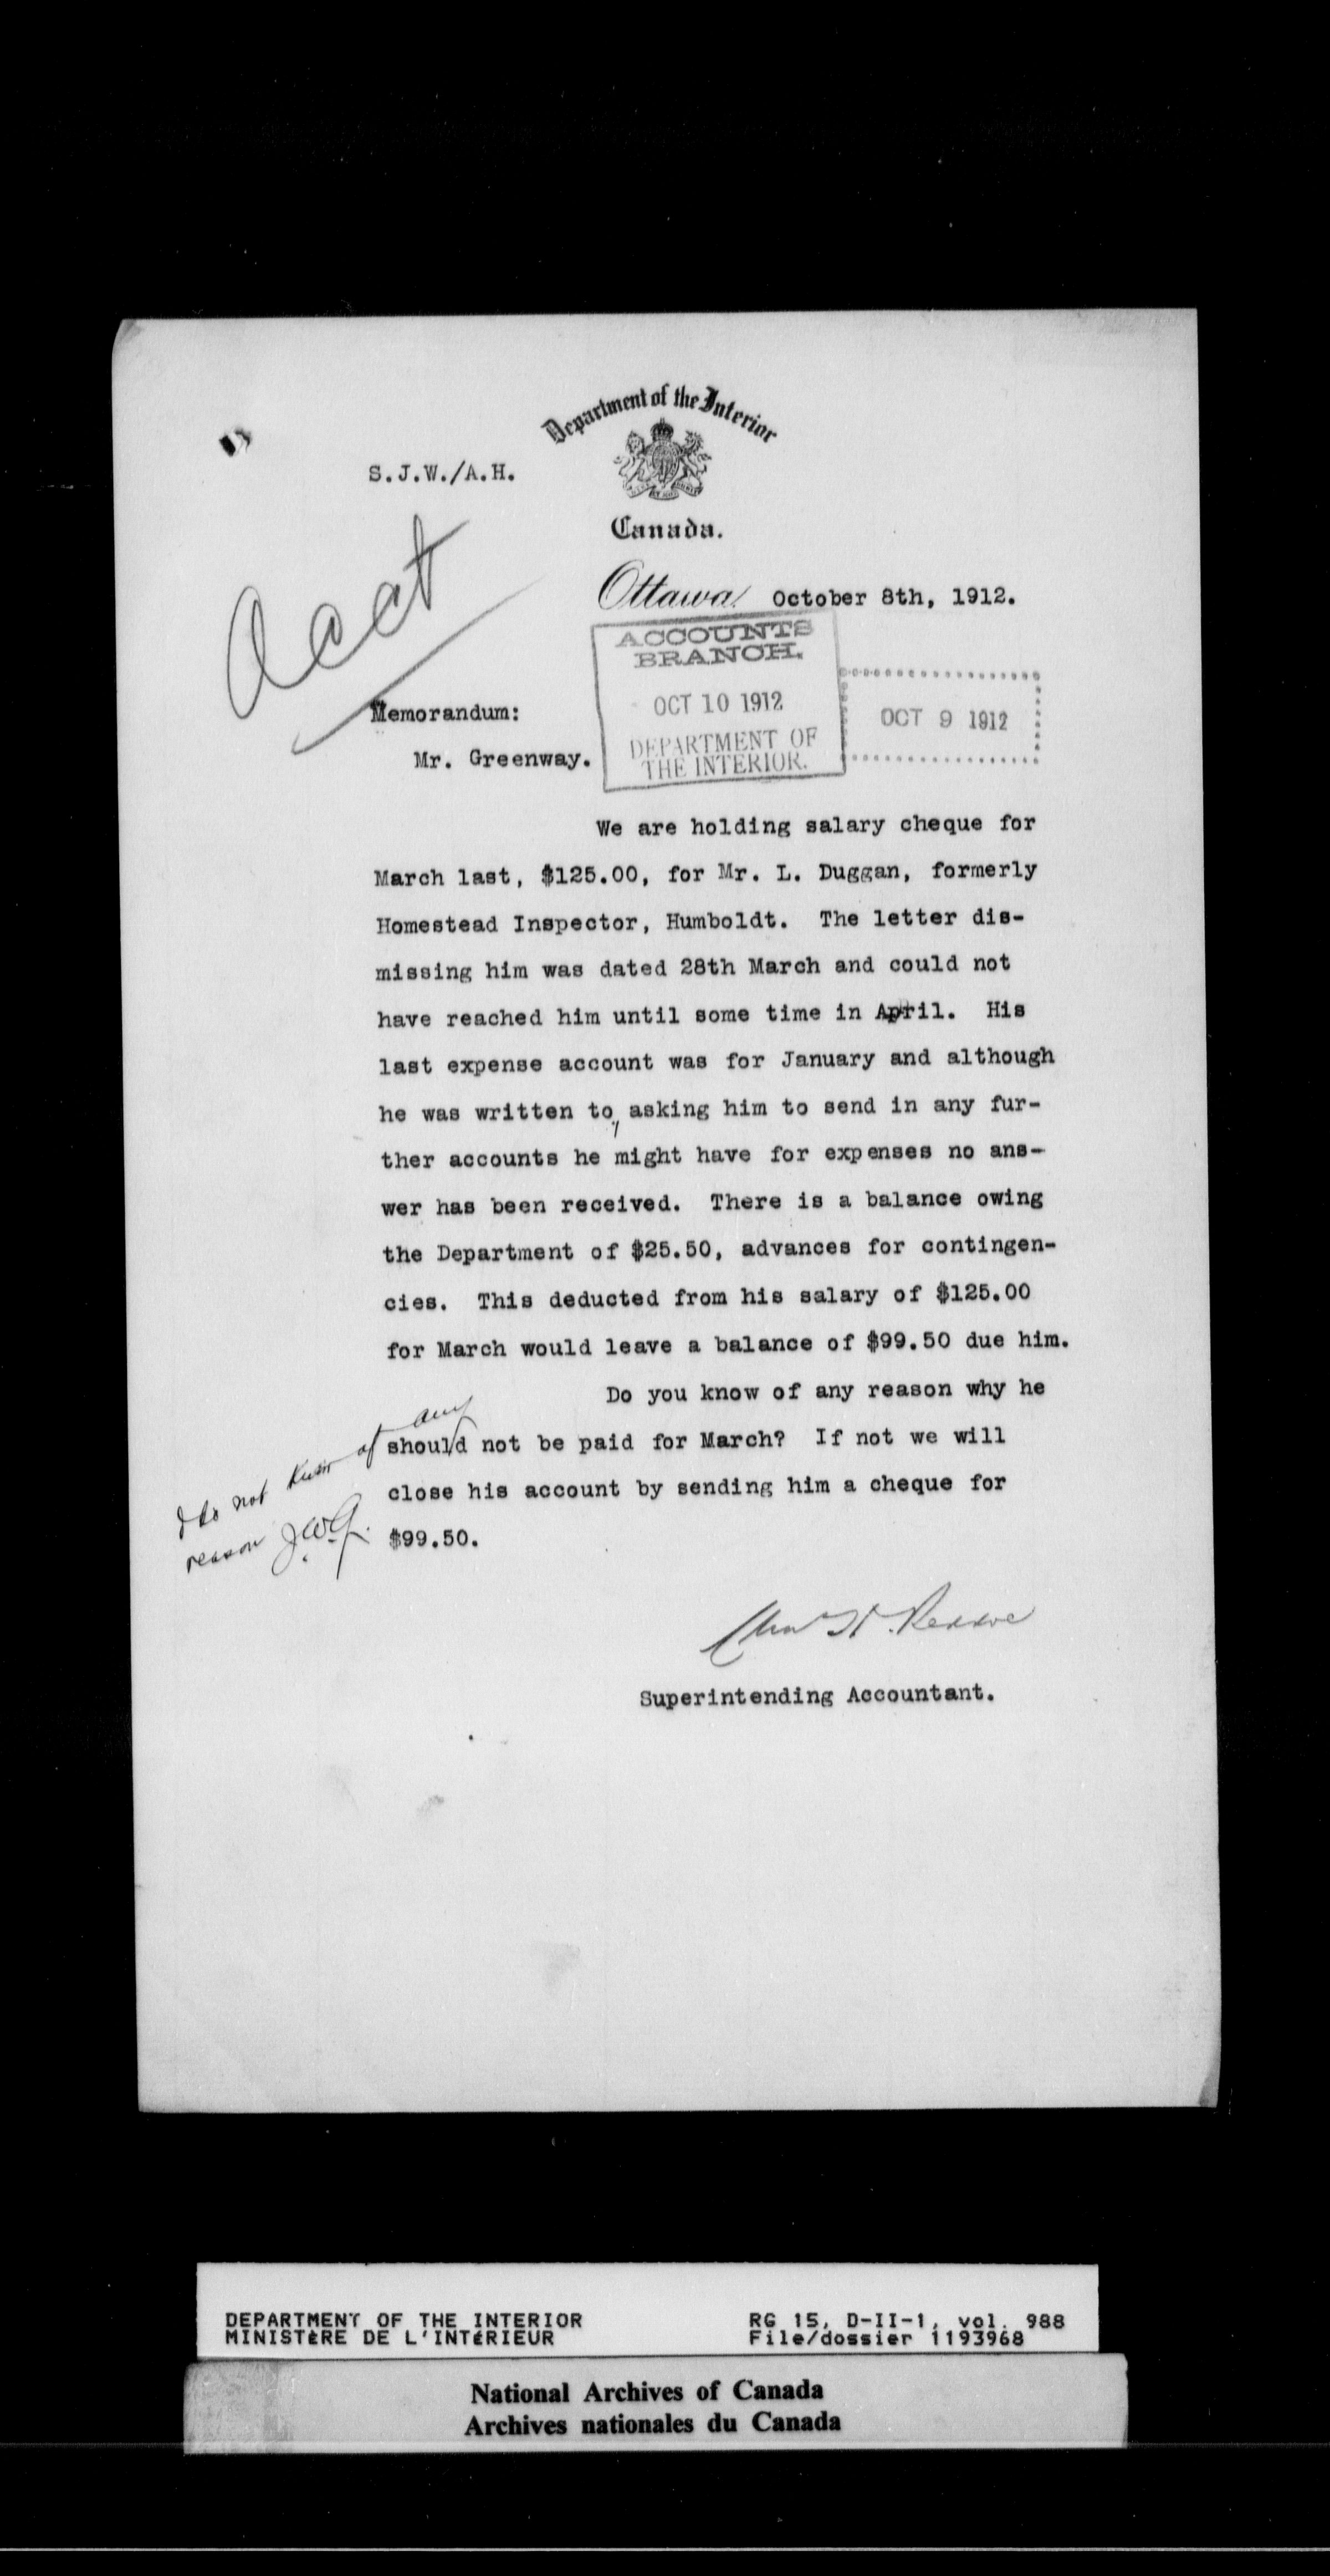 Department of the Interior
S.J.W./A.H.
Canada.
Acct
Ottawa, October 8th, 1912.
ACCOUNTS
BRANCH.
OCT 10 1912
DEPARTMENT OF
THE INTERIOR.
OCT 9 1912
Memorandum:
Mr. Greenway.
We are holding salary cheque for
March last, $125.00, for Mr. L. Duggan, formerly
Homestead Inspector, Humboldt. The letter dis-
missing him was dated 28th March and could not
have reached him until some time in April. His
last expense account was for January and although
he was written to, asking him to send in any fur-
ther accounts he might have for expenses no ans-
wer has been received. There is a balance owing
the Department of $25.50, advances for contingen-
cies. This deducted from his salary of $125.00
for March would leave a balance of $99.50 due him.
Do you know of any reason why he
should not be paid for March? If not we will
close his account by sending him a cheque for
$99.50.
I do not know of any
reason J.W.G.
Superintending Accountant.
DEPARTMENT OF THE INTERIOR
MINISTÈRE DE L'INTÉRIEUR
RG 15, D-II-1, vol. 988
File/dossier 1193968
National Archives of Canada
Archives nationales du Canada